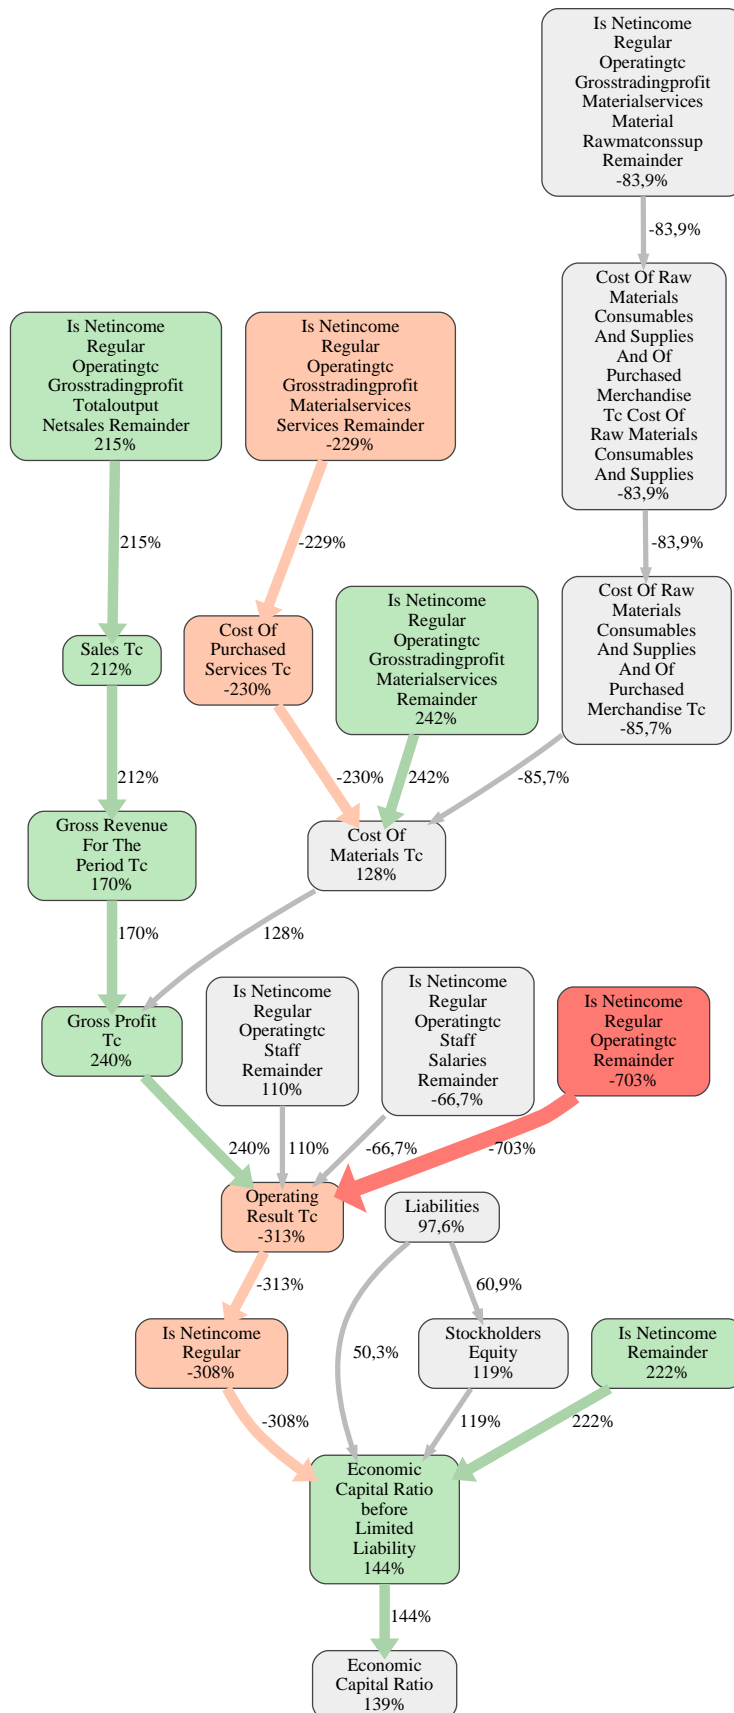 Is Netincome
Regular
Operatingtc
Grosstradingprofit
Materialservices
Material
Rawmatconssup
Remainder
-83,9%
-83,9%
Cost Of Raw
Materials
Consumables
And Supplies
And Of
Purchased
Merchandise
Tc Cost Of
Raw Materials
Consumables
And Supplies
-83,9%
Is Netincome
Regular
Operatingtc
Grosstradingprofit
Totaloutput
Netsales Remainder
215%
Is Netincome
Regular
Operatingtc
Grosstradingprofit
Materialservices
Services Remainder
-229%
215%
-229%
-83,9%
Sales Tc
212%
Cost Of
Purchased
Services Tc
-230%
Is Netincome
Regular
Operatingtc
Grosstradingprofit
Materialservices
Remainder
242%
Cost Of Raw
Materials
Consumables
And Supplies
And Of
Purchased
Merchandise Tc
-85,7%
212%
-230%
242%
-85,7%
Gross Revenue
For The
Period Tc
170%
Cost Of
Materials Tc
128%
170%
128%
Gross Profit
Tc
240%
Is Netincome
Regular
Operatingtc
Staff
Remainder
110%
Is Netincome
Regular
Operatingtc
Staff
Salaries
Remainder
-66,7%
Is Netincome
Regular
Operatingtc
Remainder
-703%
240%
110%
-66,7%
-703%
Operating
Result Tc
-313%
Liabilities
97,6%
-313%
60,9%
Is Netincome
Regular
-308%
50,3%
Stockholders
Equity
119%
Is Netincome
Remainder
222%
-308%
119%
222%
Economic
Capital Ratio
before
Limited
Liability
144%
144%
Economic
Capital Ratio
139%